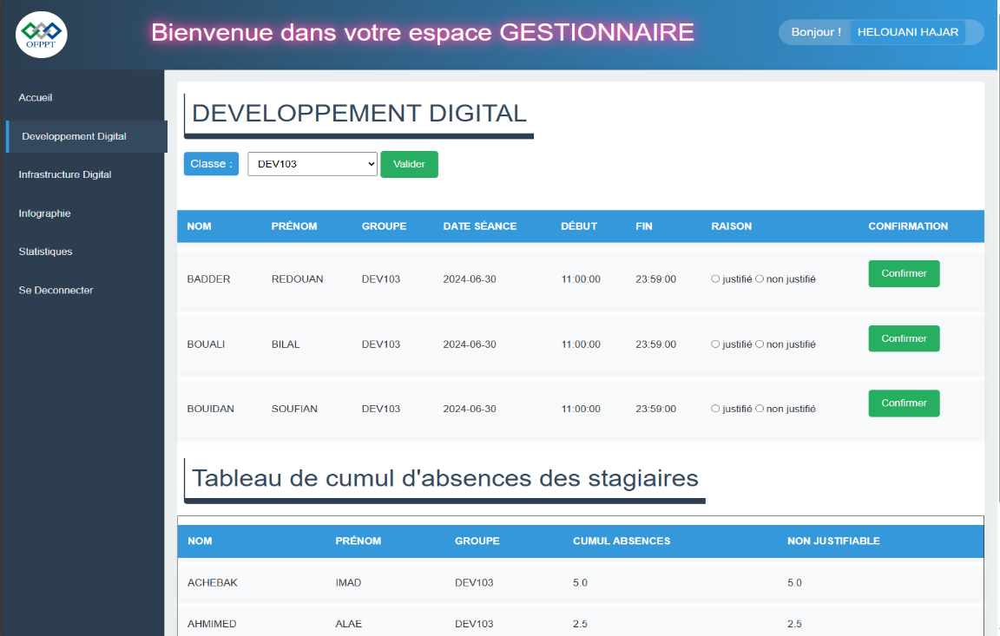 OFPPT
Bienvenue dans votre espace GESTIONNAIRE
Bonjour ! HELOUANI HAJAR
Accueil
Developpement Digital
Infrastructure Digital
Infographie
Statistiques
Se Deconnecter
DEVELOPPEMENT DIGITAL
Classe : DEV103 Valider
NOM PRÉNOM GROUPE DATE SÉANCE DÉBUT FIN RAISON CONFIRMATION
BADDER REDOUAN DEV103 2024-06-30 11:00:00 23:59:00 justifié non justifié Confirmer
BOUALI BILAL DEV103 2024-06-30 11:00:00 23:59:00 justifié non justifié Confirmer
BOUIDAN SOUFIAN DEV103 2024-06-30 11:00:00 23:59:00 justifié non justifié Confirmer
Tableau de cumul d'absences des stagiaires
NOM PRÉNOM GROUPE CUMUL ABSENCES NON JUSTIFIABLE
ACHEBAK IMAD DEV103 5.0 5.0
AHMIMED ALAE DEV103 2.5 2.5